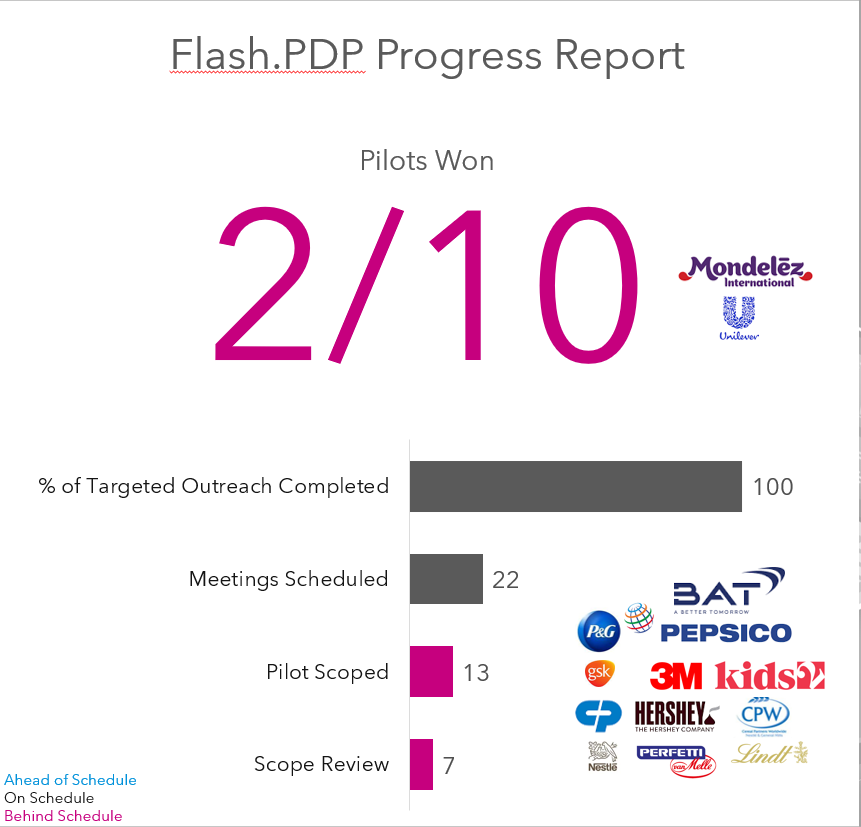 Flash.PDP Progress Report
Pilots Won
2/10
Mondelēz
International
Unilever
% of Targeted Outreach Completed 100
Meetings Scheduled 22
Pilot Scoped 13
Scope Review 7
BAT
A BETTER TOMORROW
P&G
PEPSICO
gsk
3M
kids2
CP
HERSHEY
THE HERSHEY COMPANY
CPW
Nestlé
PERFETTI
van Melle
Lindt
Ahead of Schedule
On Schedule
Behind Schedule